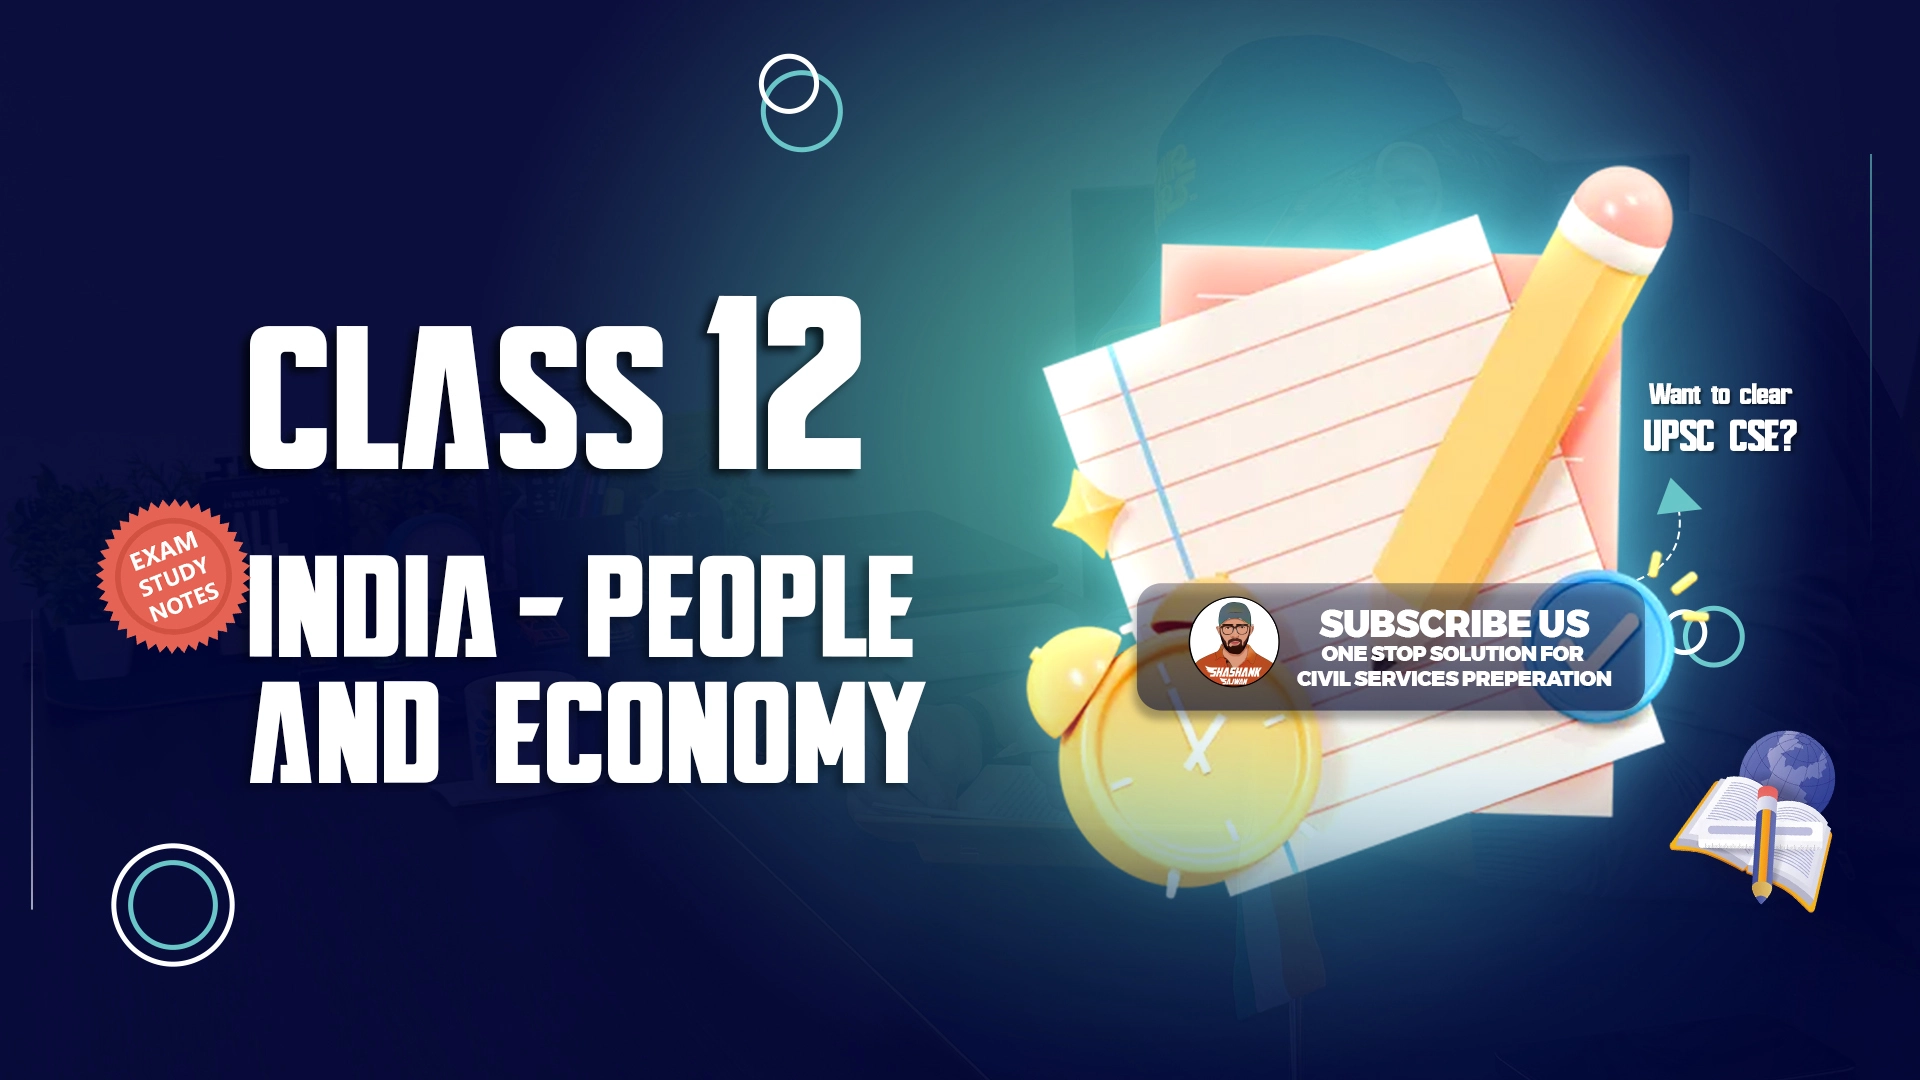 CLASS 12
INDIA - PEOPLE
AND ECONOMY
EXAM
STUDY
NOTES
Want to clear
UPSC CSE?
SUBSCRIBE US
ONE STOP SOLUTION FOR
CIVIL SERVICES PREPERATION
SHASHANK
SAJWAN